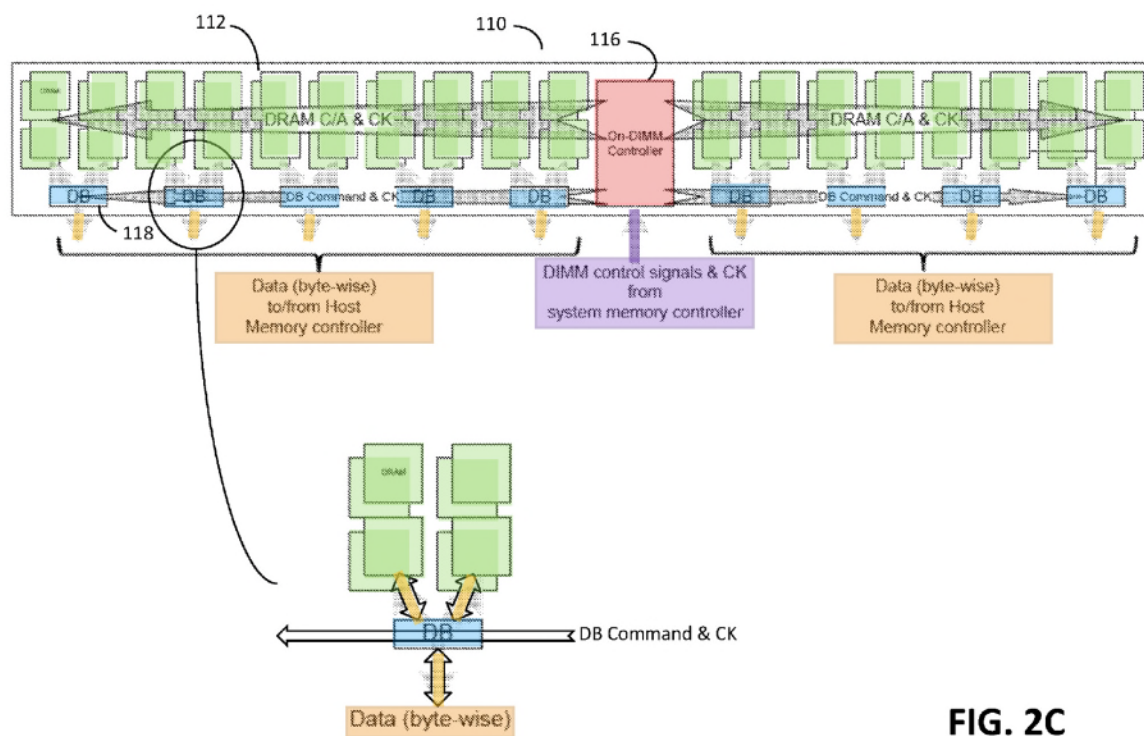 112
110
116
DRAM
DRAM C/A & CK
On-DIMM
Controller
DRAM C/A & CK
DB
DB
DB Command & CK
DB
DB
DB
DB Command & CK
DB
DB
118
Data (byte-wise)
to/from Host
Memory controller
DIMM control signals & CK
from
system memory controller
Data (byte-wise)
to/from Host
Memory controller
DRAM
DB
DB Command & CK
Data (byte-wise)
FIG. 2C